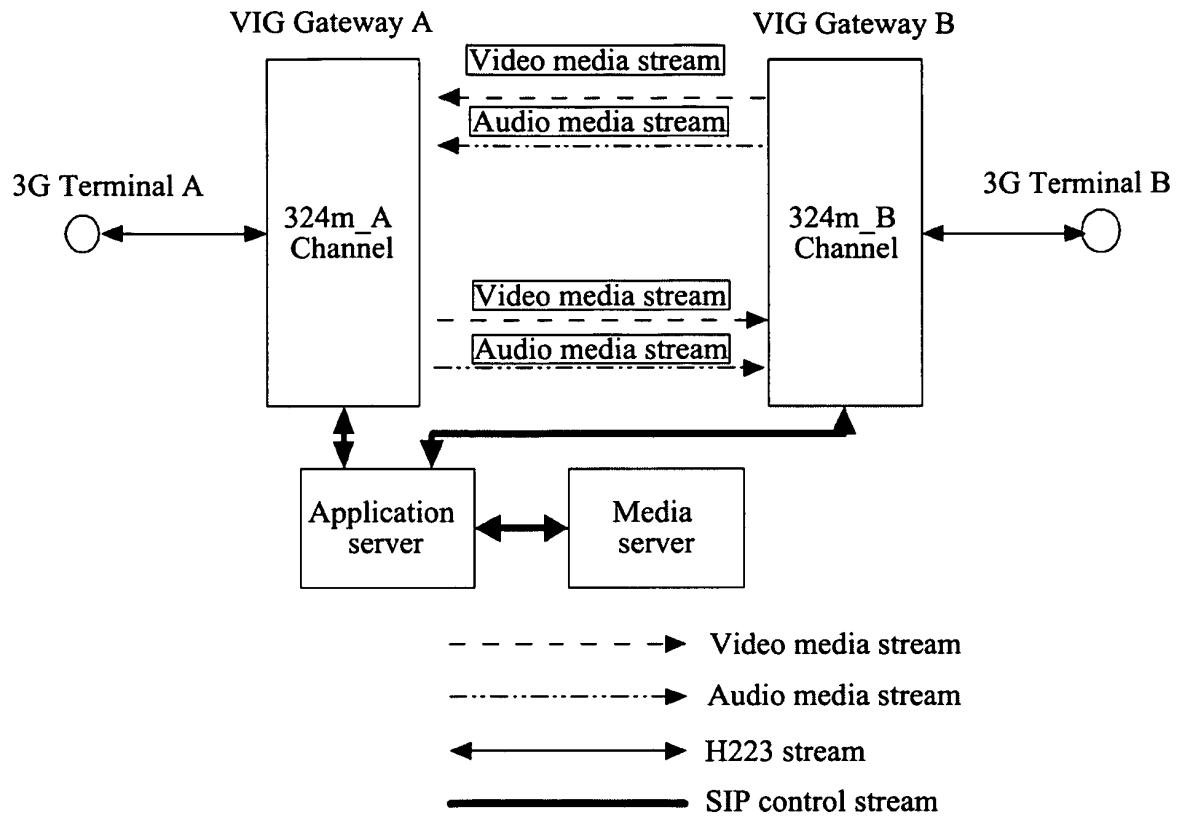 VIG Gateway A
VIG Gateway B
Video media stream
Audio media stream
3G Terminal A
3G Terminal B
324m_A
Channel
324m_B
Channel
Video media stream
Audio media stream
Application
server
Media
server
Video media stream
Audio media stream
H223 stream
SIP control stream